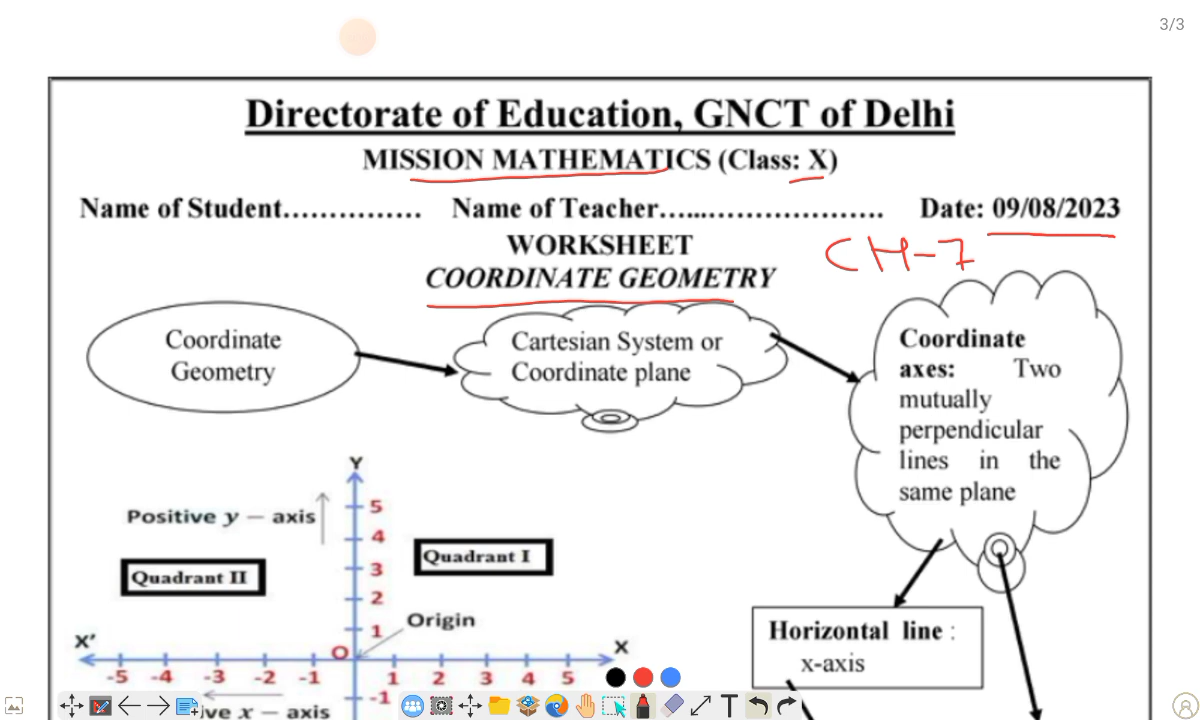 3/3
Directorate of Education, GNCT of Delhi
MISSION MATHEMATICS (Class: X)
Name of Student…………… Name of Teacher…...………………. Date: 09/08/2023
WORKSHEET
CH-7
COORDINATE GEOMETRY
Coordinate
Geometry
Cartesian System or
Coordinate plane
Coordinate
axes: Two
mutually
perpendicular
lines in the
same plane
Y
Positive y – axis
5
4
Quadrant I
3
Quadrant II
2
1
Origin
X'
O
X
-5 -4 -3 -2 -1 1 2 3 4 5
-1
ive x – axis
Horizontal line :
x-axis
T